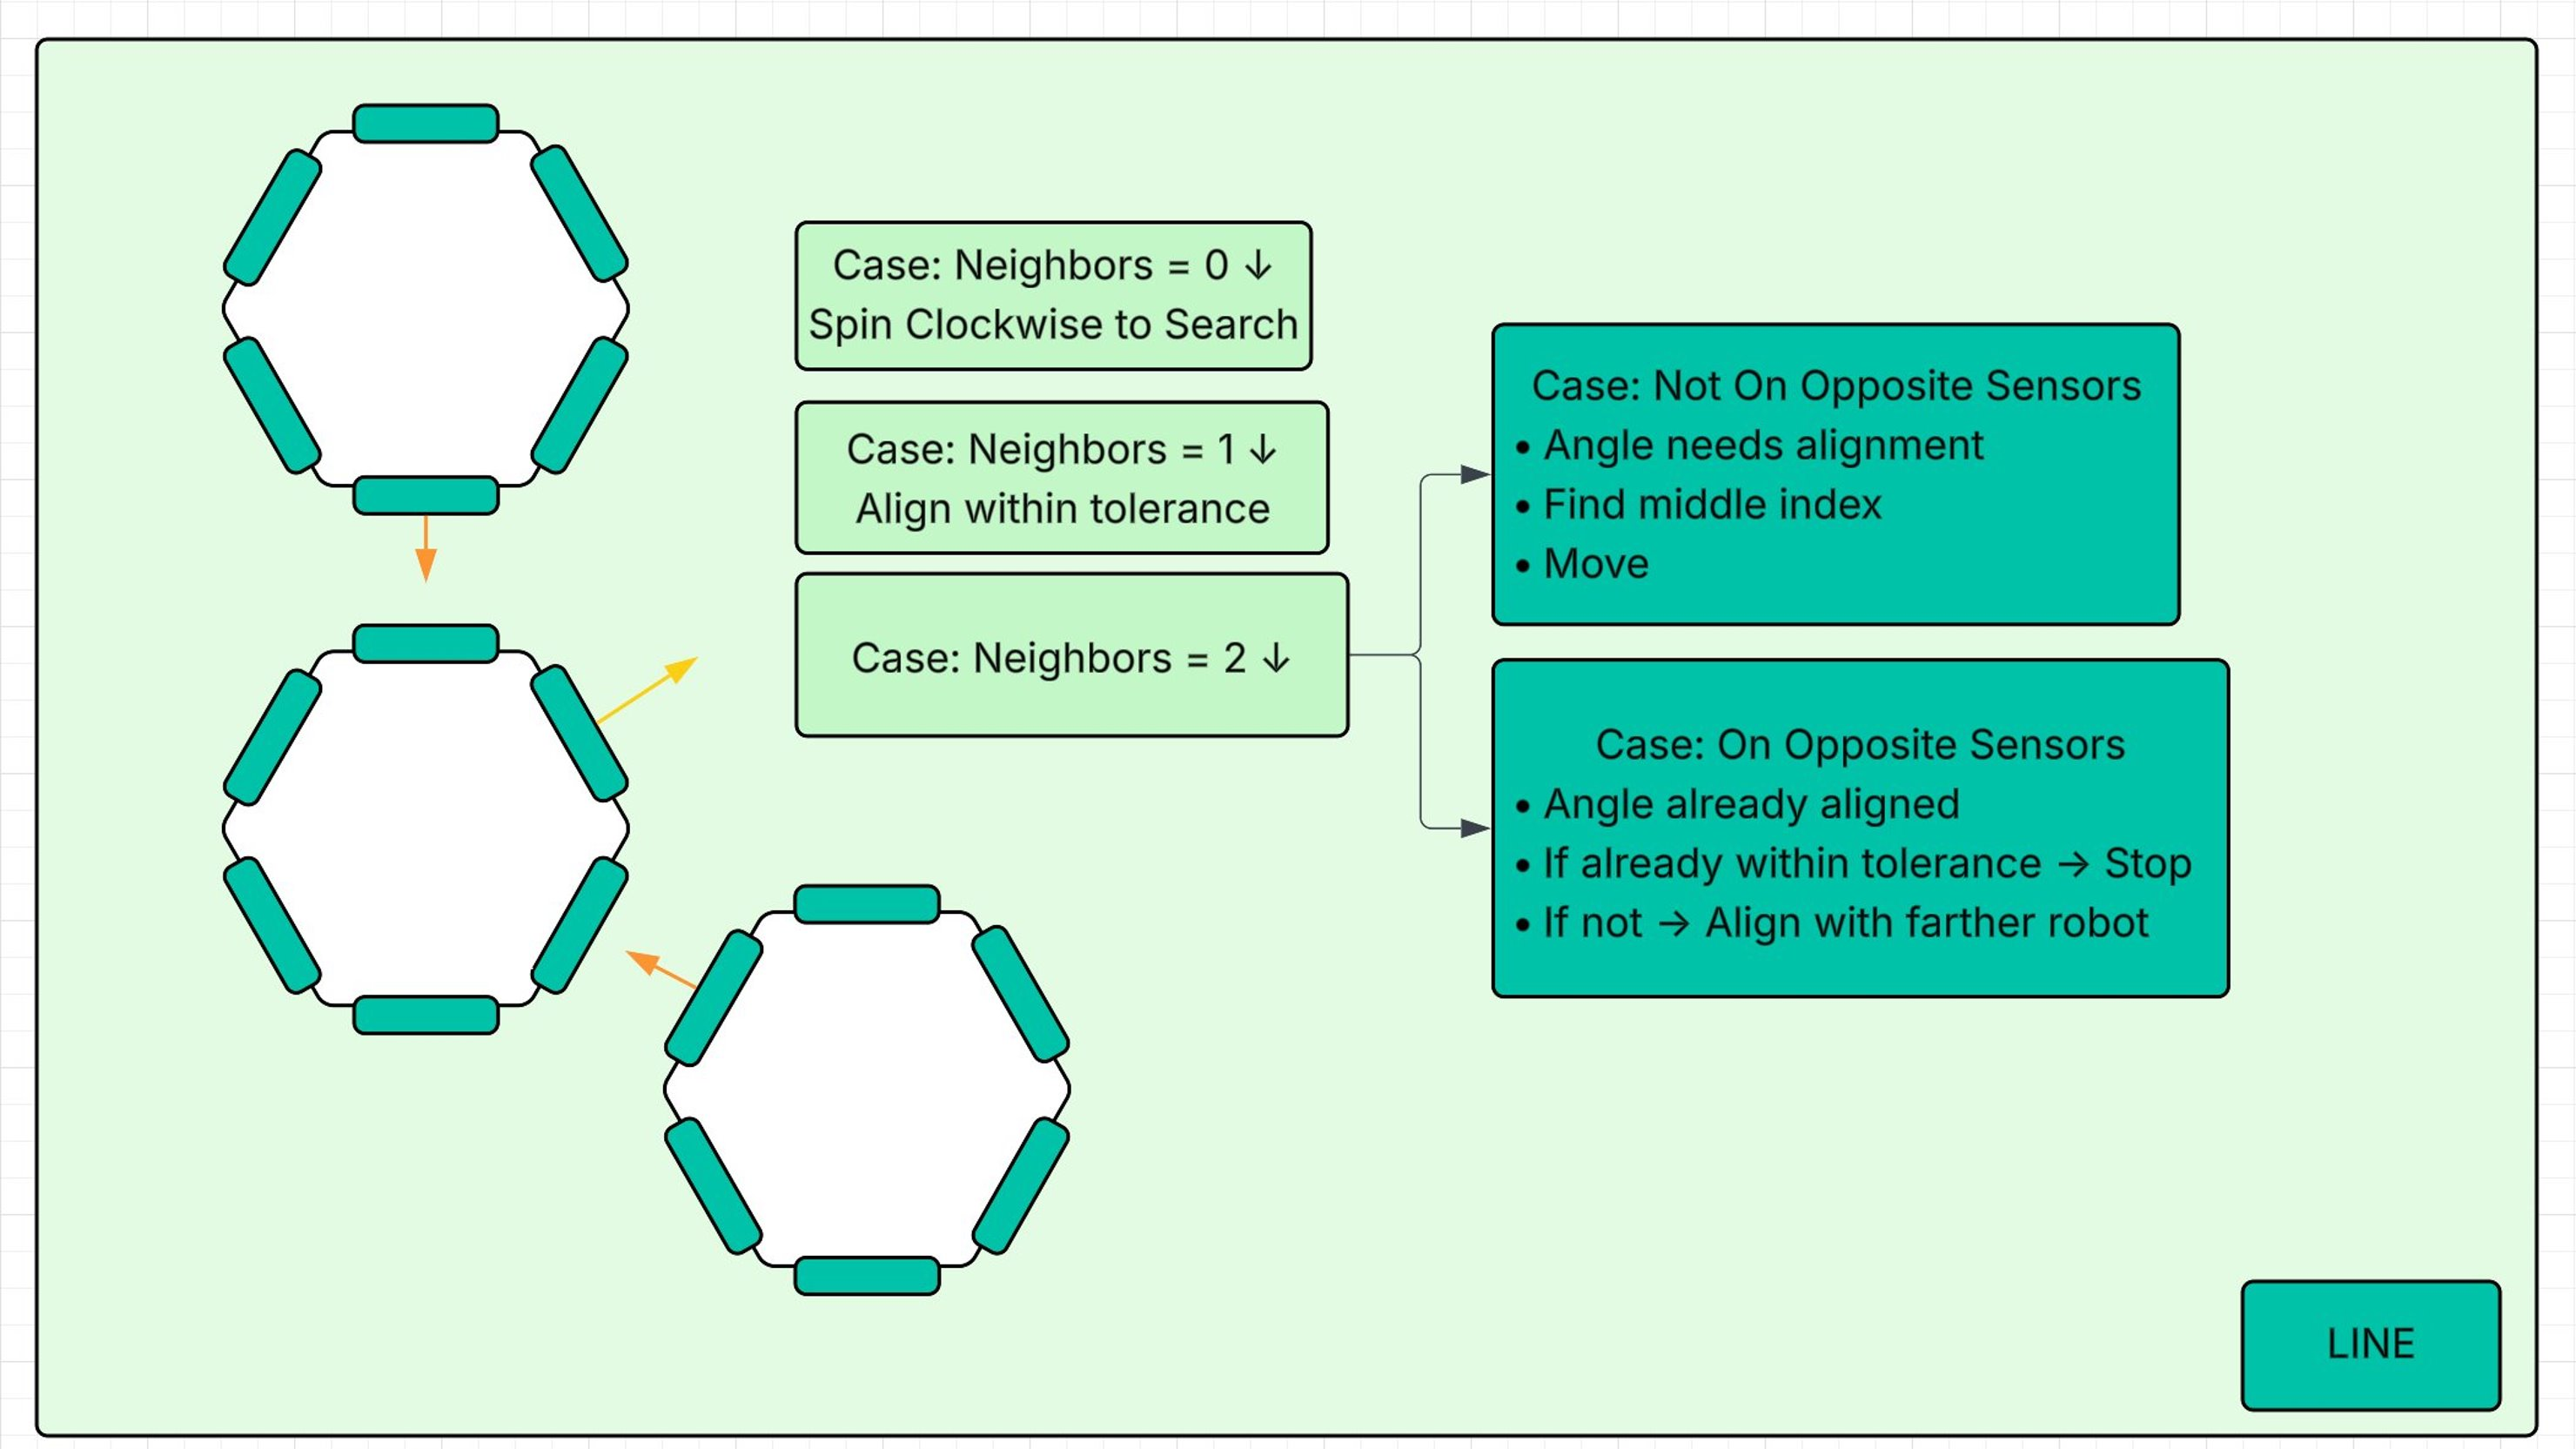 Case: Neighbors = 0 ↓
Spin Clockwise to Search
Case: Neighbors = 1 ↓
Align within tolerance
Case: Neighbors = 2 ↓
Case: Not On Opposite Sensors
• Angle needs alignment
• Find middle index
• Move
Case: On Opposite Sensors
• Angle already aligned
• If already within tolerance → Stop
• If not → Align with farther robot
LINE